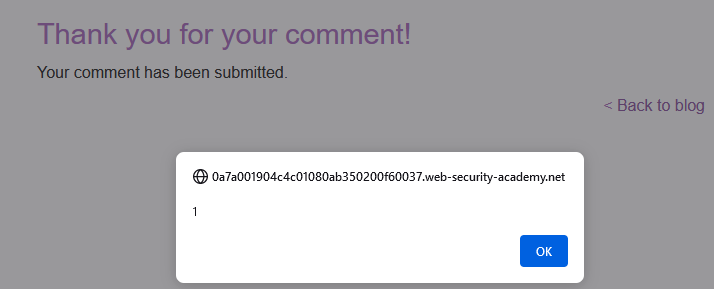 Thank you for your comment!
Your comment has been submitted.
< Back to blog
0a7a001904c4c01080ab350200f60037.web-security-academy.net
1
OK